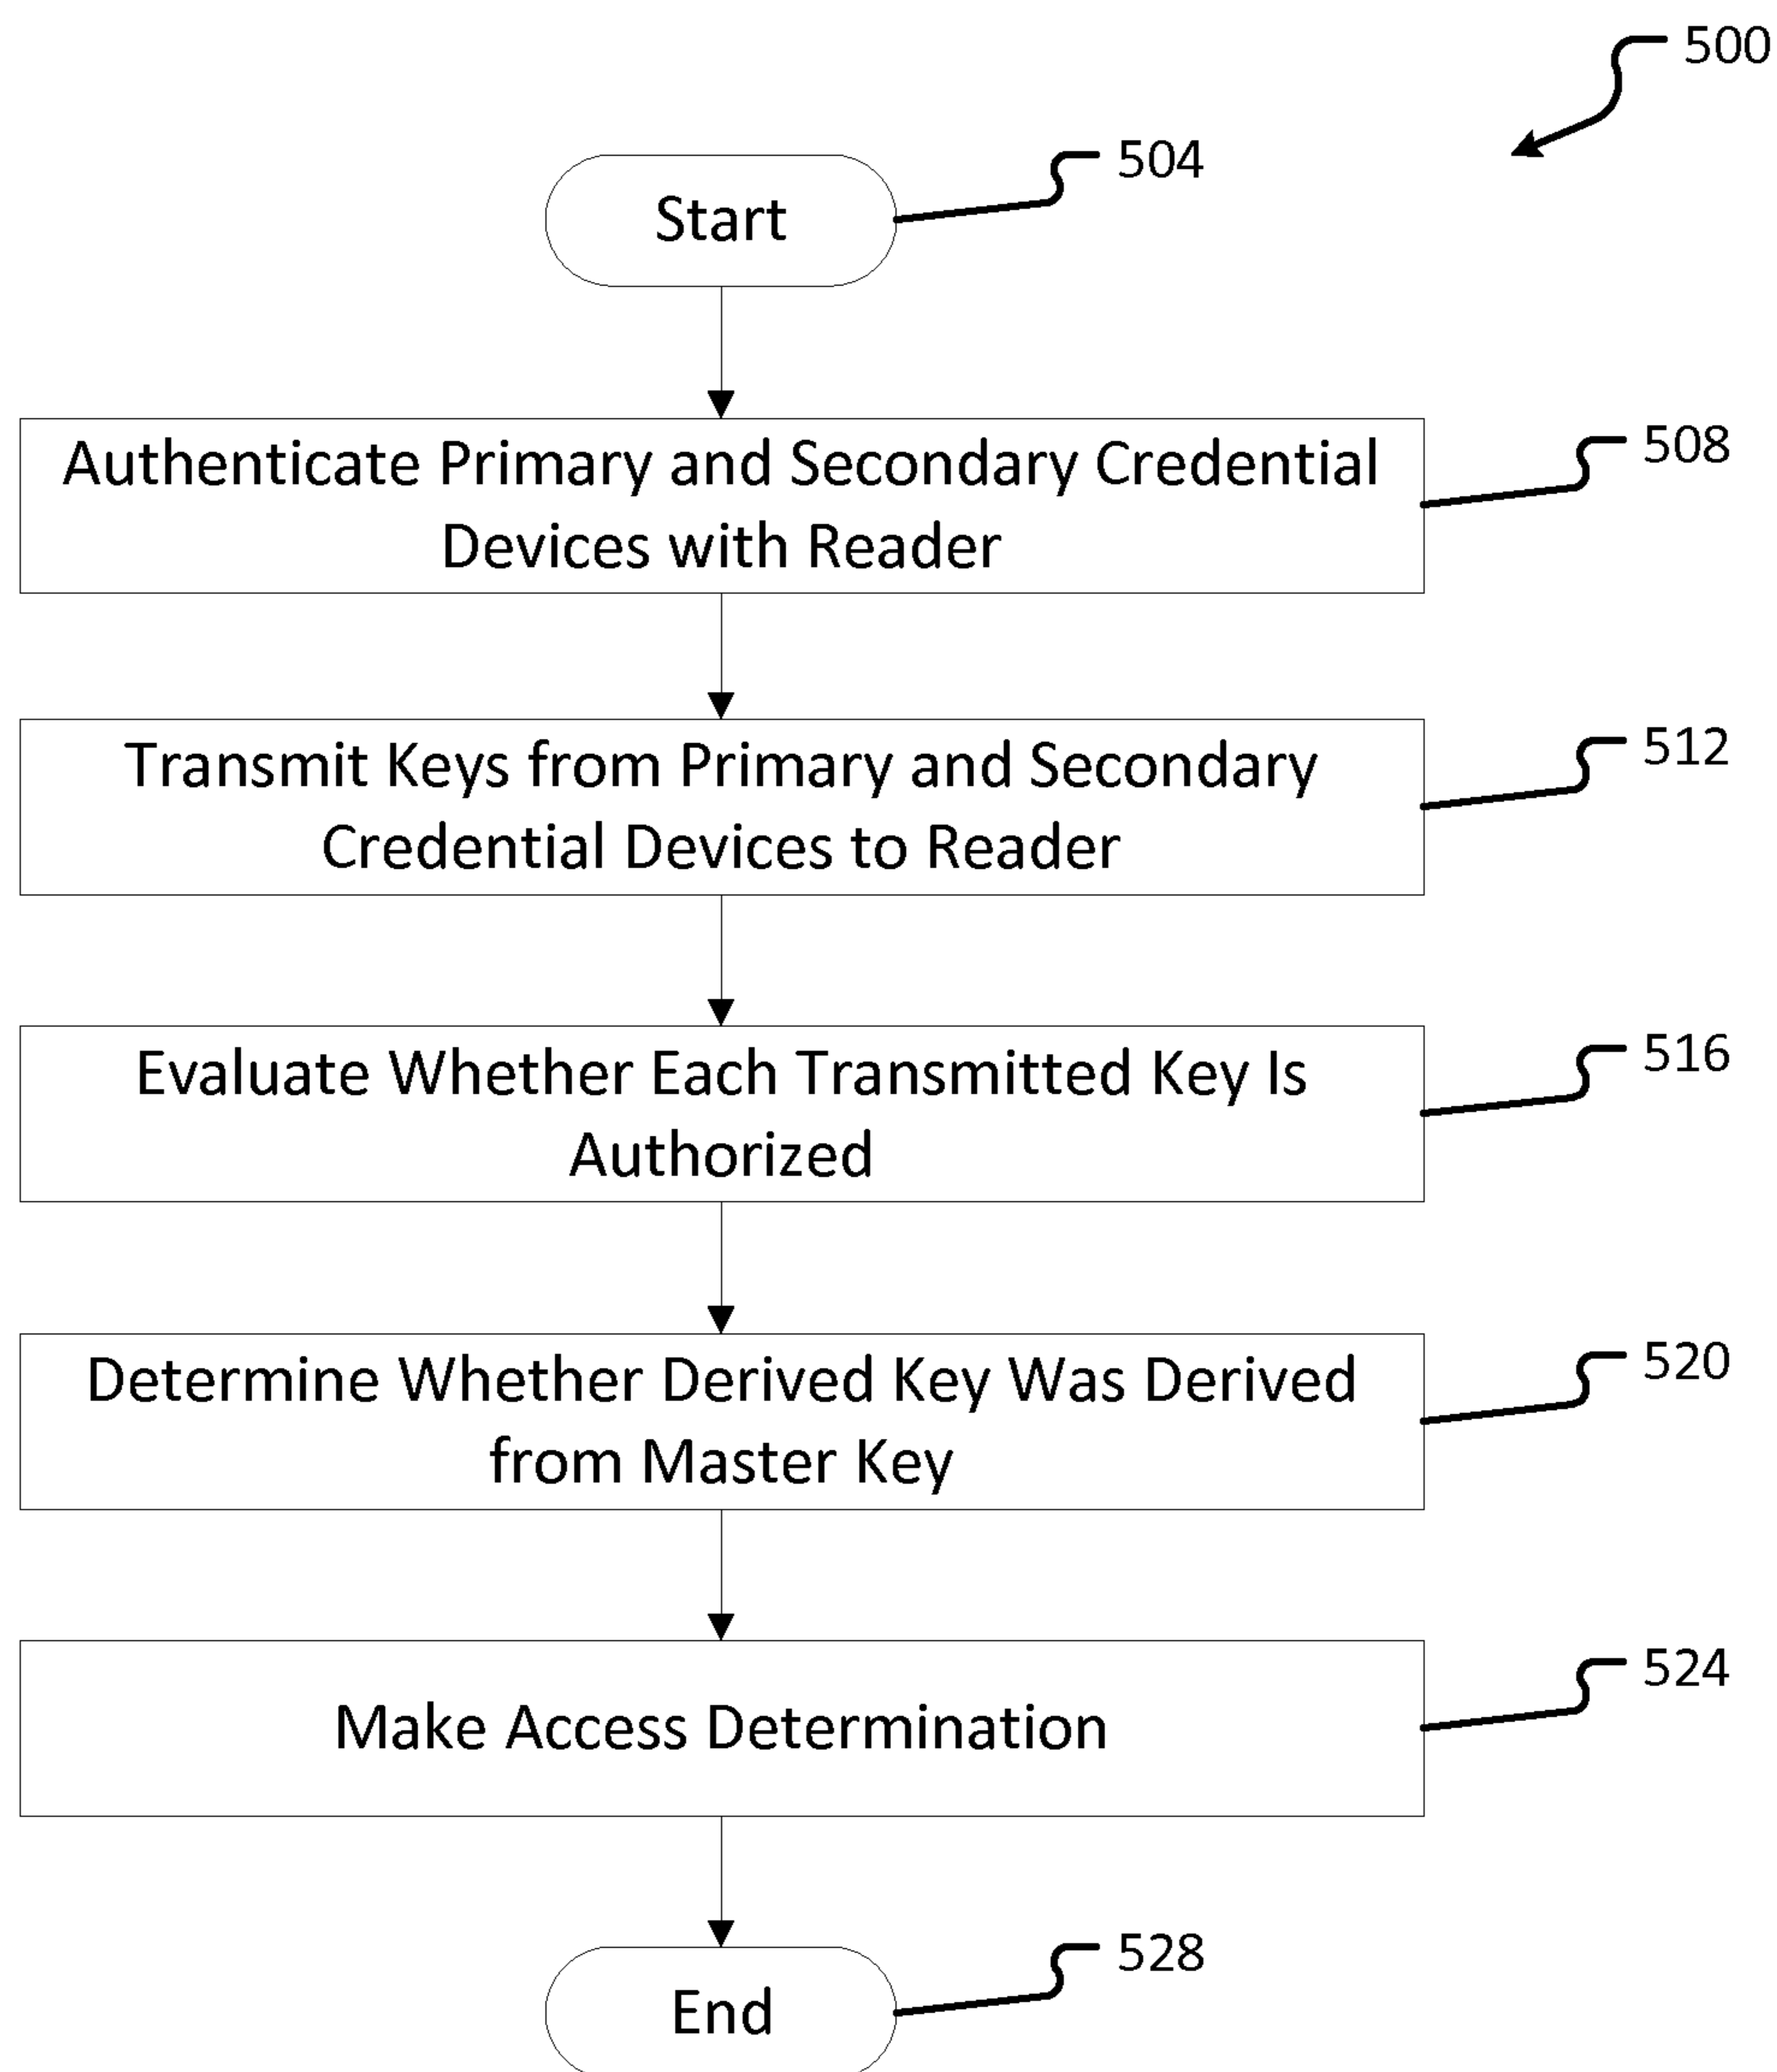 500
Start
504
Authenticate Primary and Secondary Credential
Devices with Reader
508
Transmit Keys from Primary and Secondary
Credential Devices to Reader
512
Evaluate Whether Each Transmitted Key Is
Authorized
516
Determine Whether Derived Key Was Derived
from Master Key
520
Make Access Determination
524
End
528